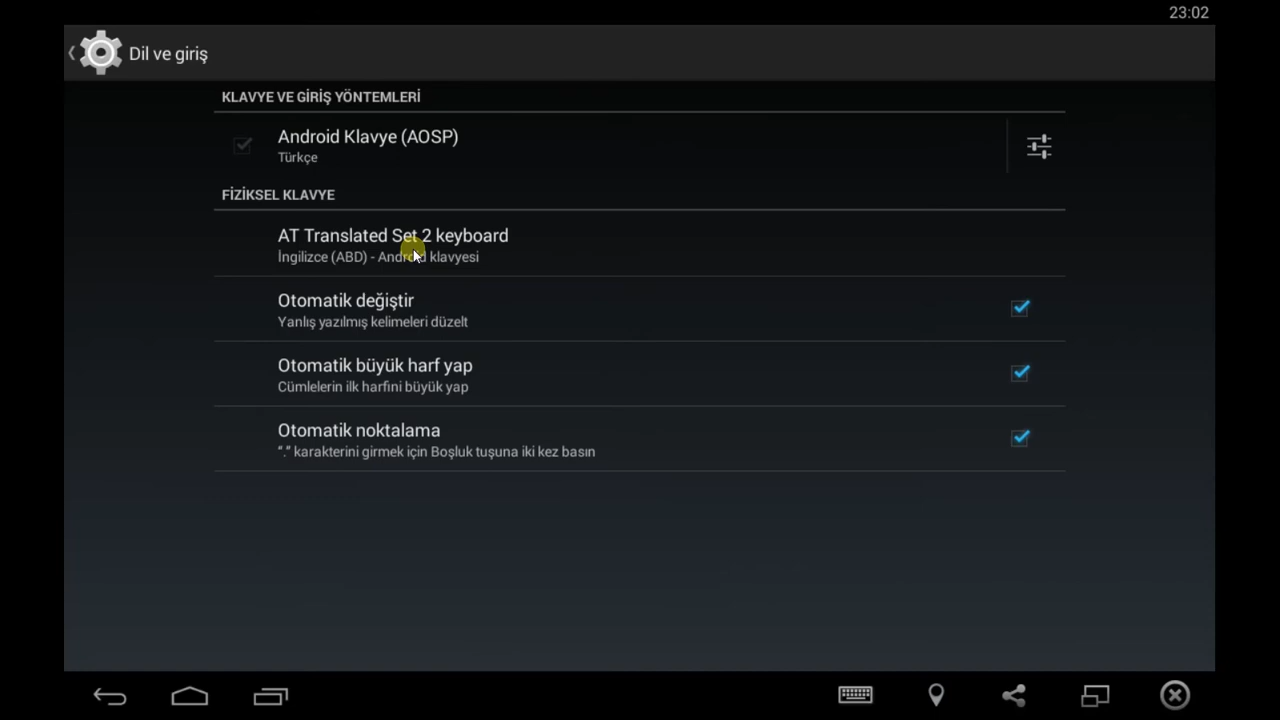 23:02
Dil ve giriş
KLAVYE VE GİRİŞ YÖNTEMLERİ
Android Klavye (AOSP)
Türkçe
FİZİKSEL KLAVYE
AT Translated Set 2 keyboard
İngilizce (ABD) - Android klavyesi
Otomatik değiştir
Yanlış yazılmış kelimeleri düzelt
Otomatik büyük harf yap
Cümlelerin ilk harfini büyük yap
Otomatik noktalama
“.” karakterini girmek için Boşluk tuşuna iki kez basın